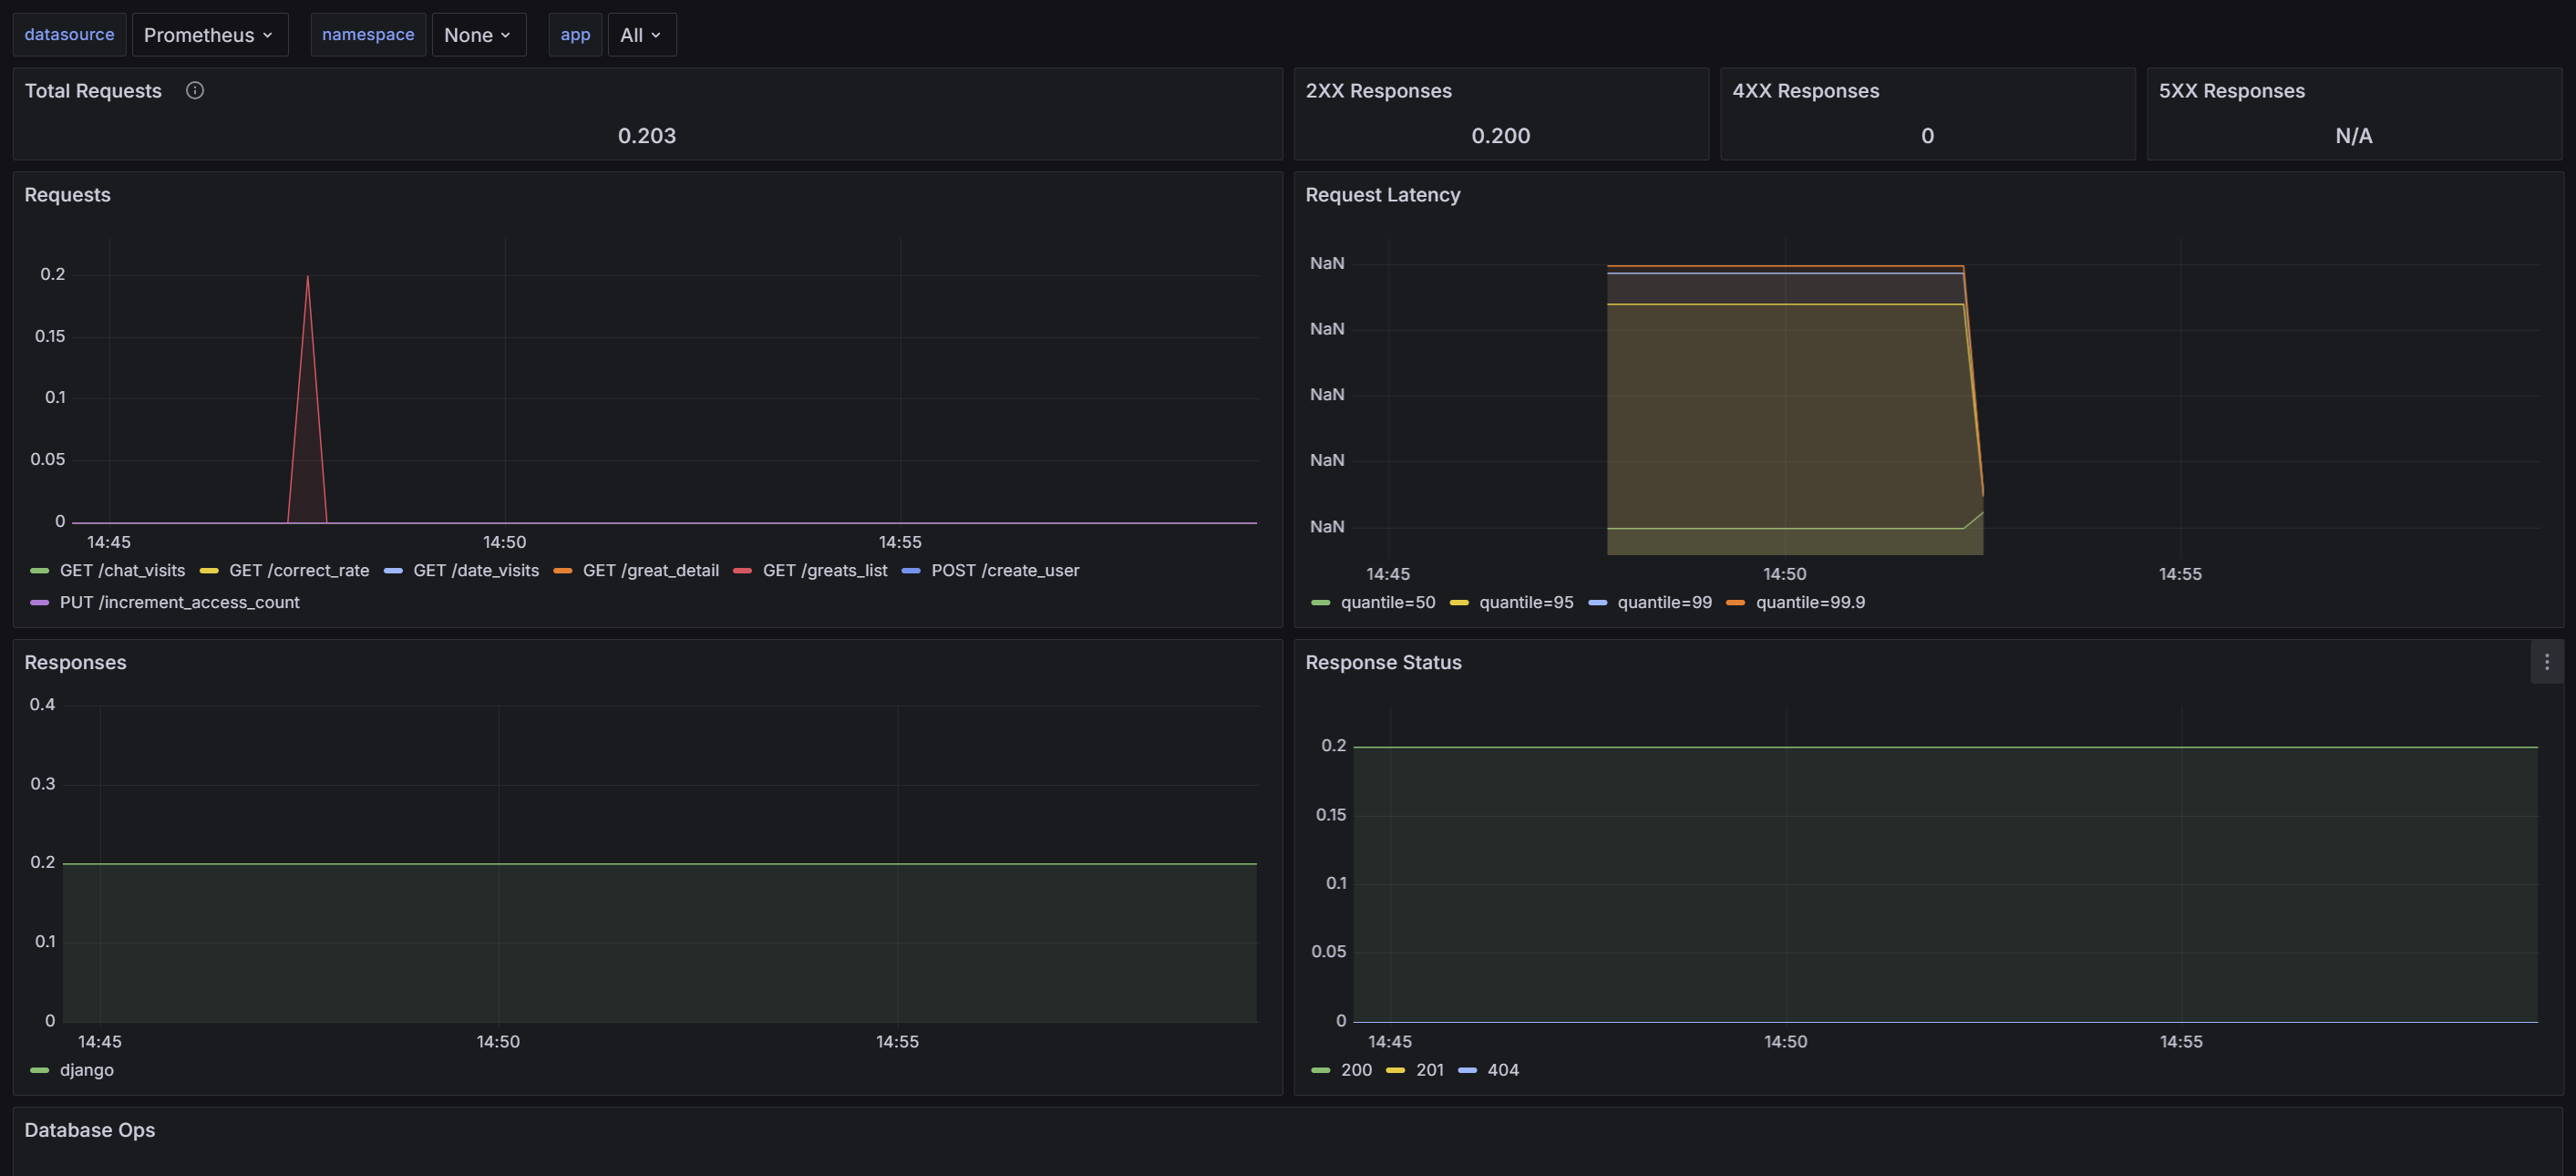 datasource Prometheus namespace None app All
Total Requests
0.203
2XX Responses
0.200
4XX Responses
0
5XX Responses
N/A
Requests
0.2
0.15
0.1
0.05
0
14:45 14:50 14:55
GET /chat_visits GET /correct_rate GET /date_visits GET /great_detail GET /greats_list POST /create_user
PUT /increment_access_count
Request Latency
NaN
NaN
NaN
NaN
NaN
14:45 14:50 14:55
quantile=50 quantile=95 quantile=99 quantile=99.9
Responses
0.4
0.3
0.2
0.1
0
14:45 14:50 14:55
django
Response Status
0.2
0.15
0.1
0.05
0
14:45 14:50 14:55
200 201 404
Database Ops